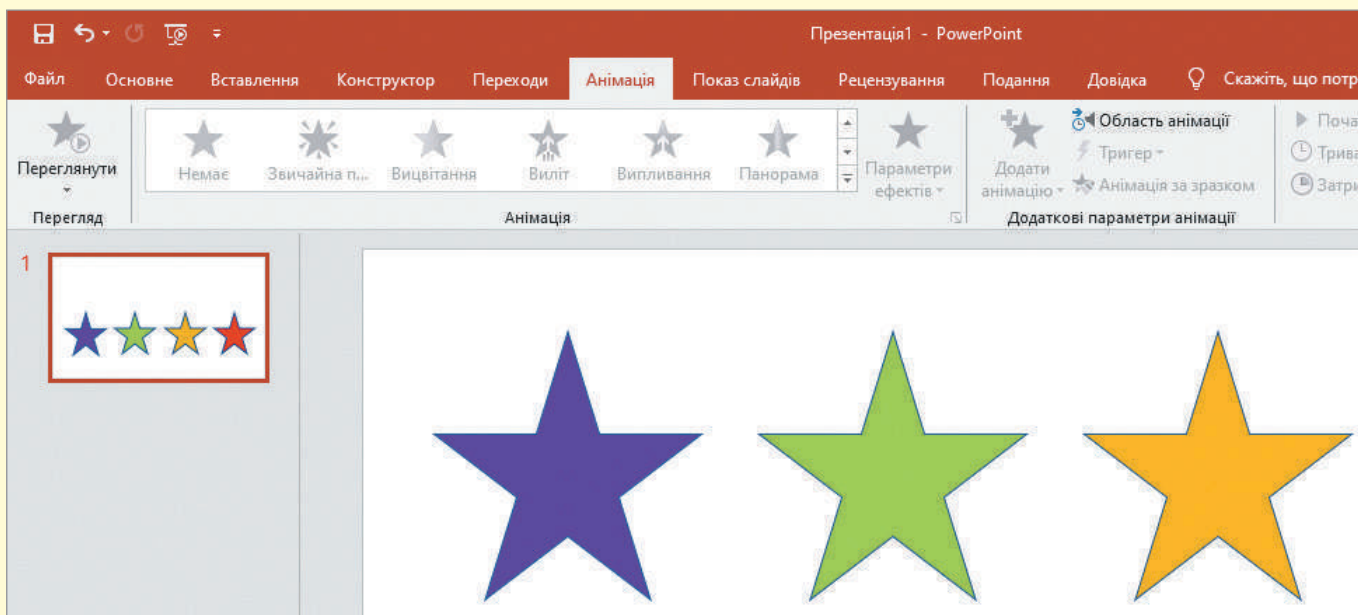 Презентація1 - PowerPoint
Файл Основне Вставлення Конструктор Переходи Анімація Показ слайдів Рецензування Подання Довідка Скажіть, що потр
Переглянути
Немає Звичайна п... Вицвітання Виліт Випливання Панорама
Параметри
ефектів
Додати
анімацію
Область анімації
Тригер
Анімація за зразком
Поча
Трива
Затри
Перегляд Анімація Додаткові параметри анімації
1